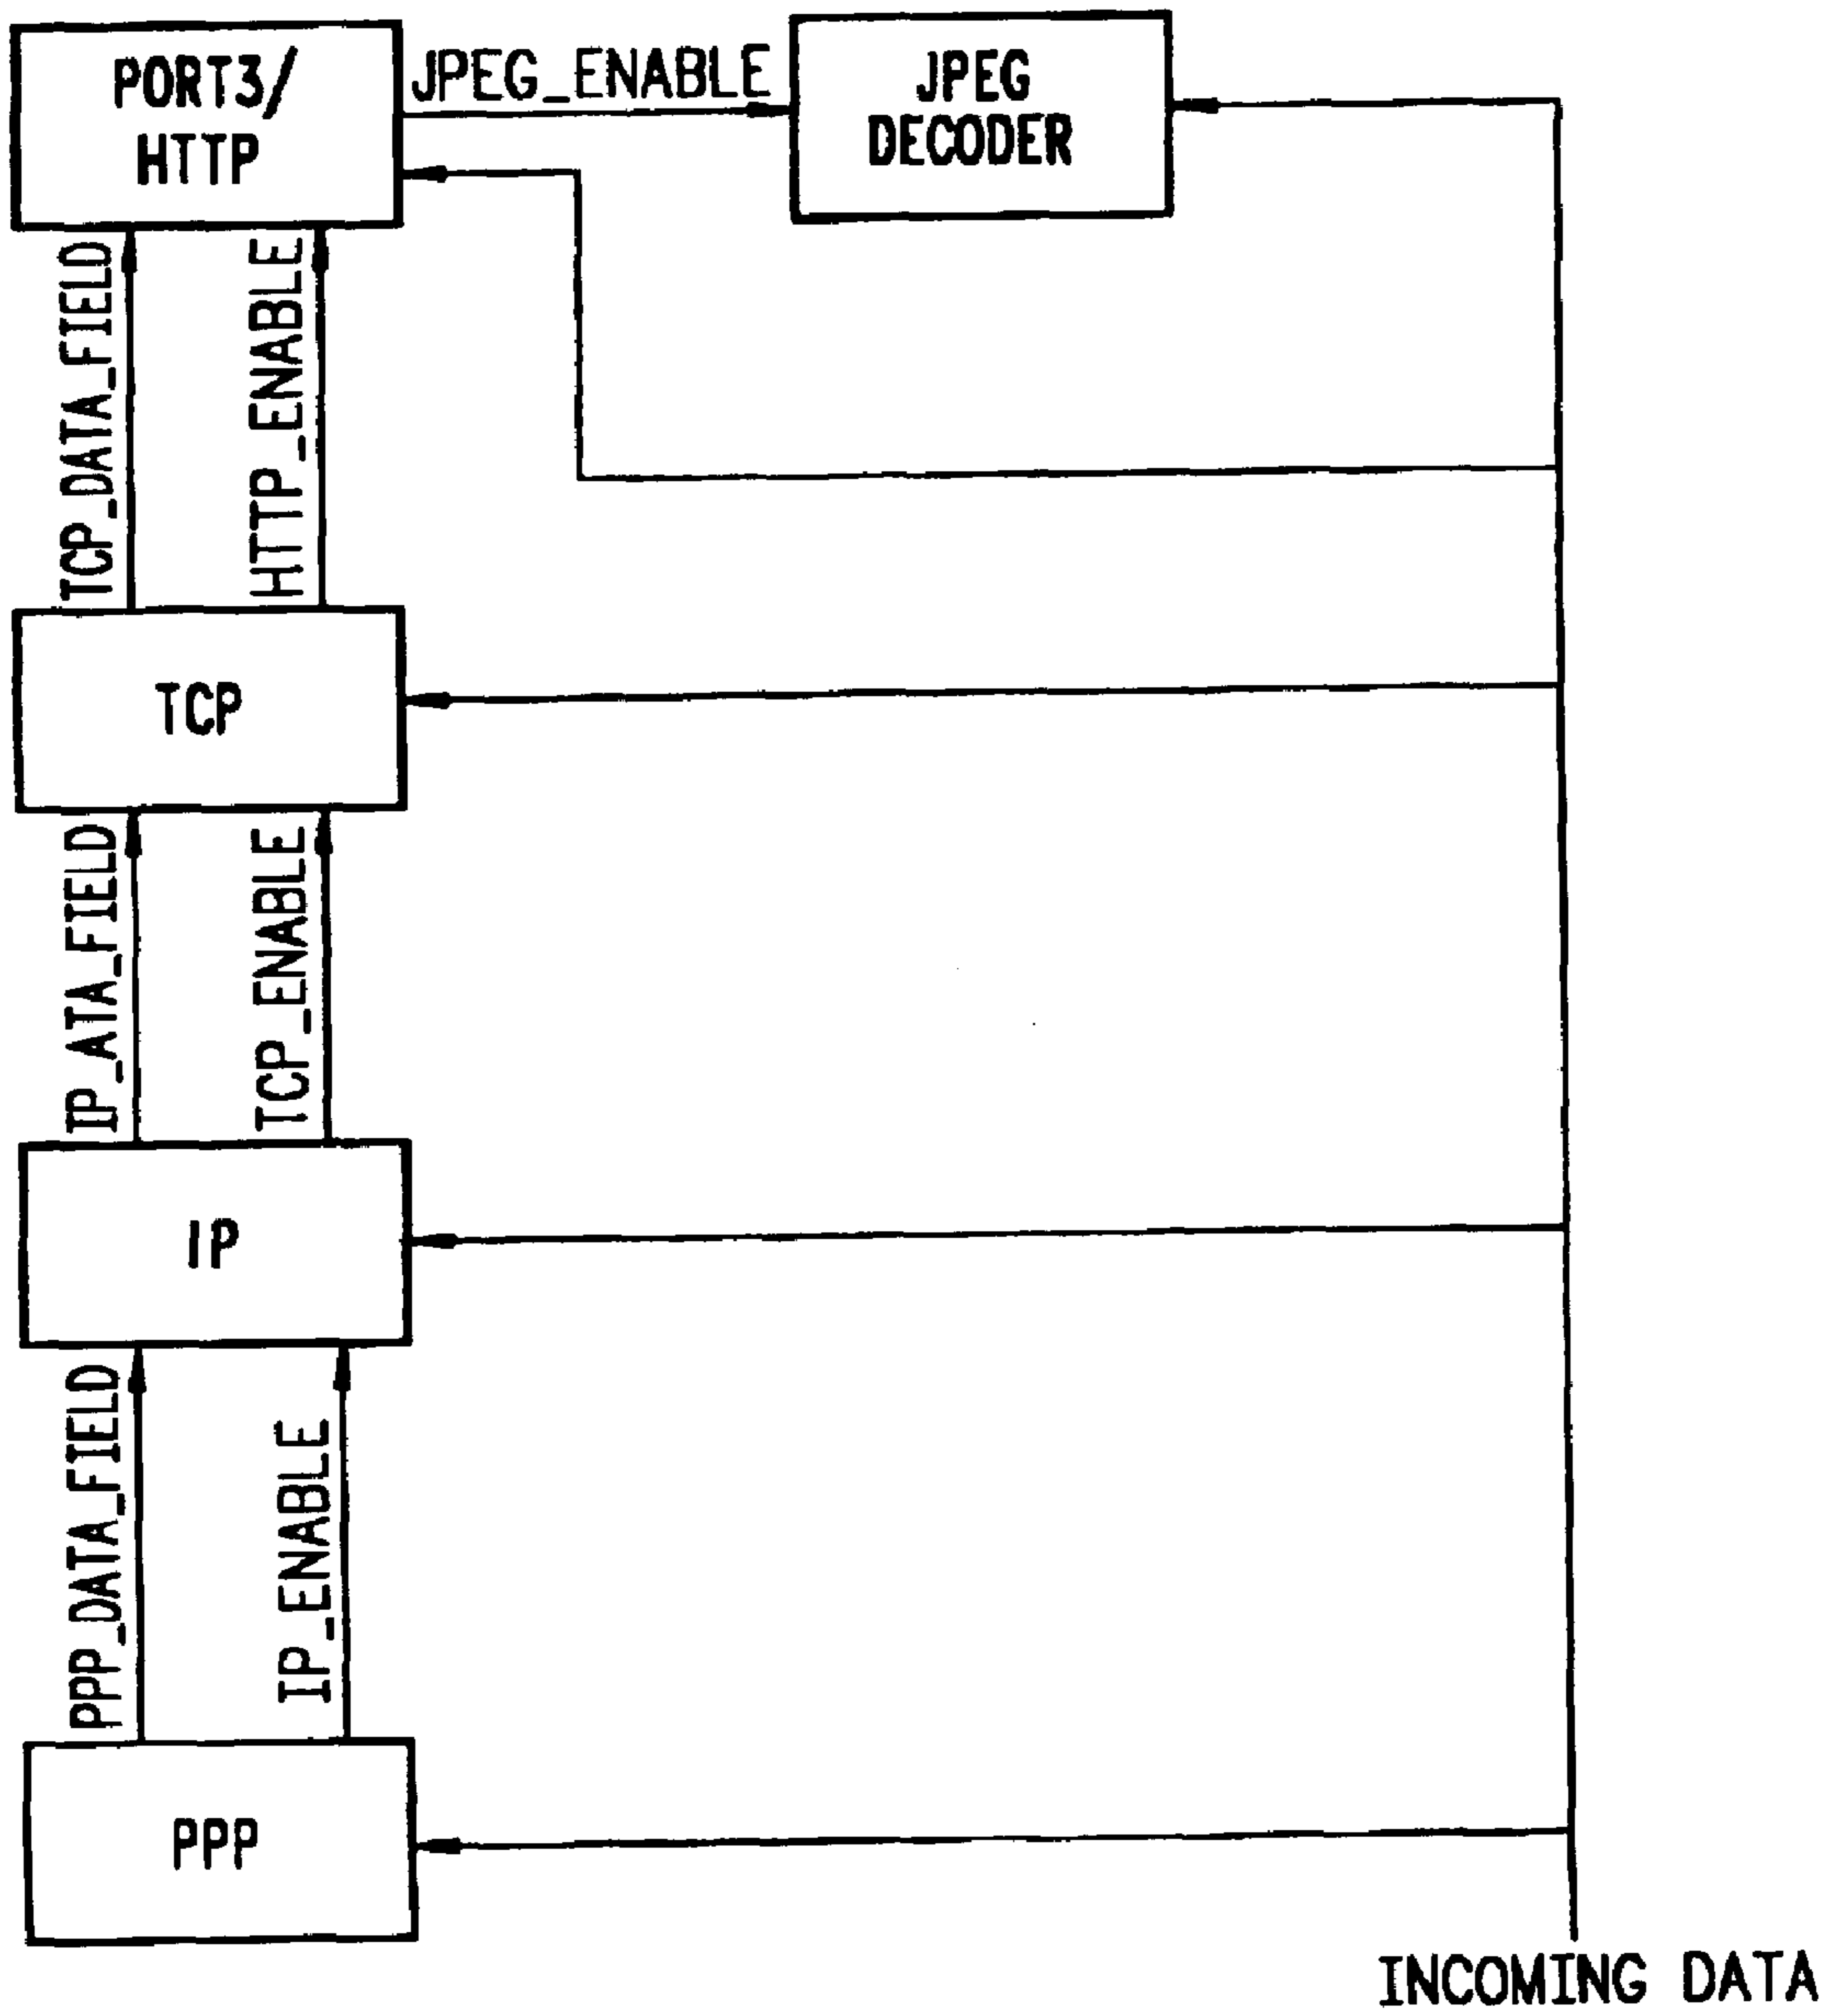 PORT3/
HTTP
JPEG_ENABLE
JPEG
DECODER
TCP_DATA_FIELD
HTTP_ENABLE
TCP
IP_ATA_FIELD
TCP_ENABLE
IP
PPP_DATA_FIELD
IP_ENABLE
PPP
INCOMING DATA